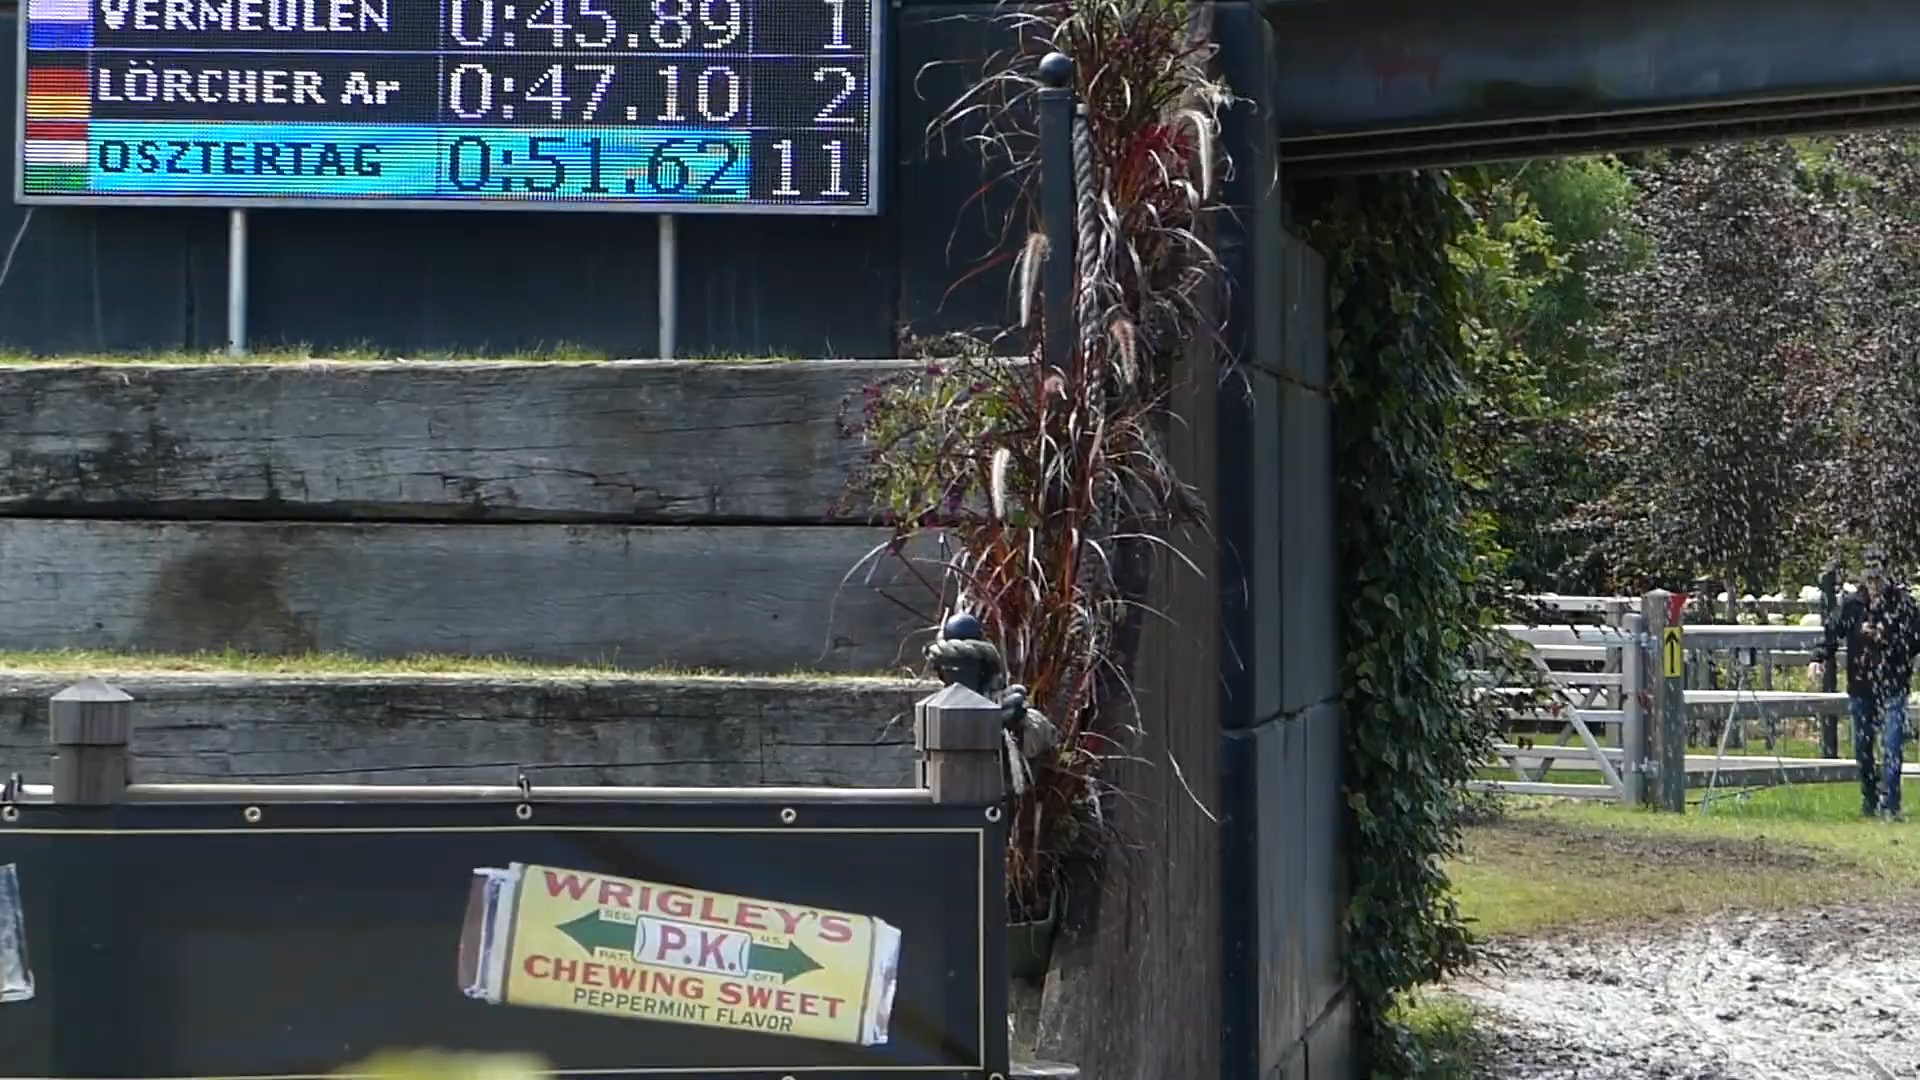 VERMEULEN 0:45.89 1
LÖRCHER Ar 0:47.10 2
OSZTERTAG 0:51.62 11
WRIGLEY'S
REG. U.S.
P.K.
PAT. OFF.
CHEWING SWEET
PEPPERMINT FLAVOR